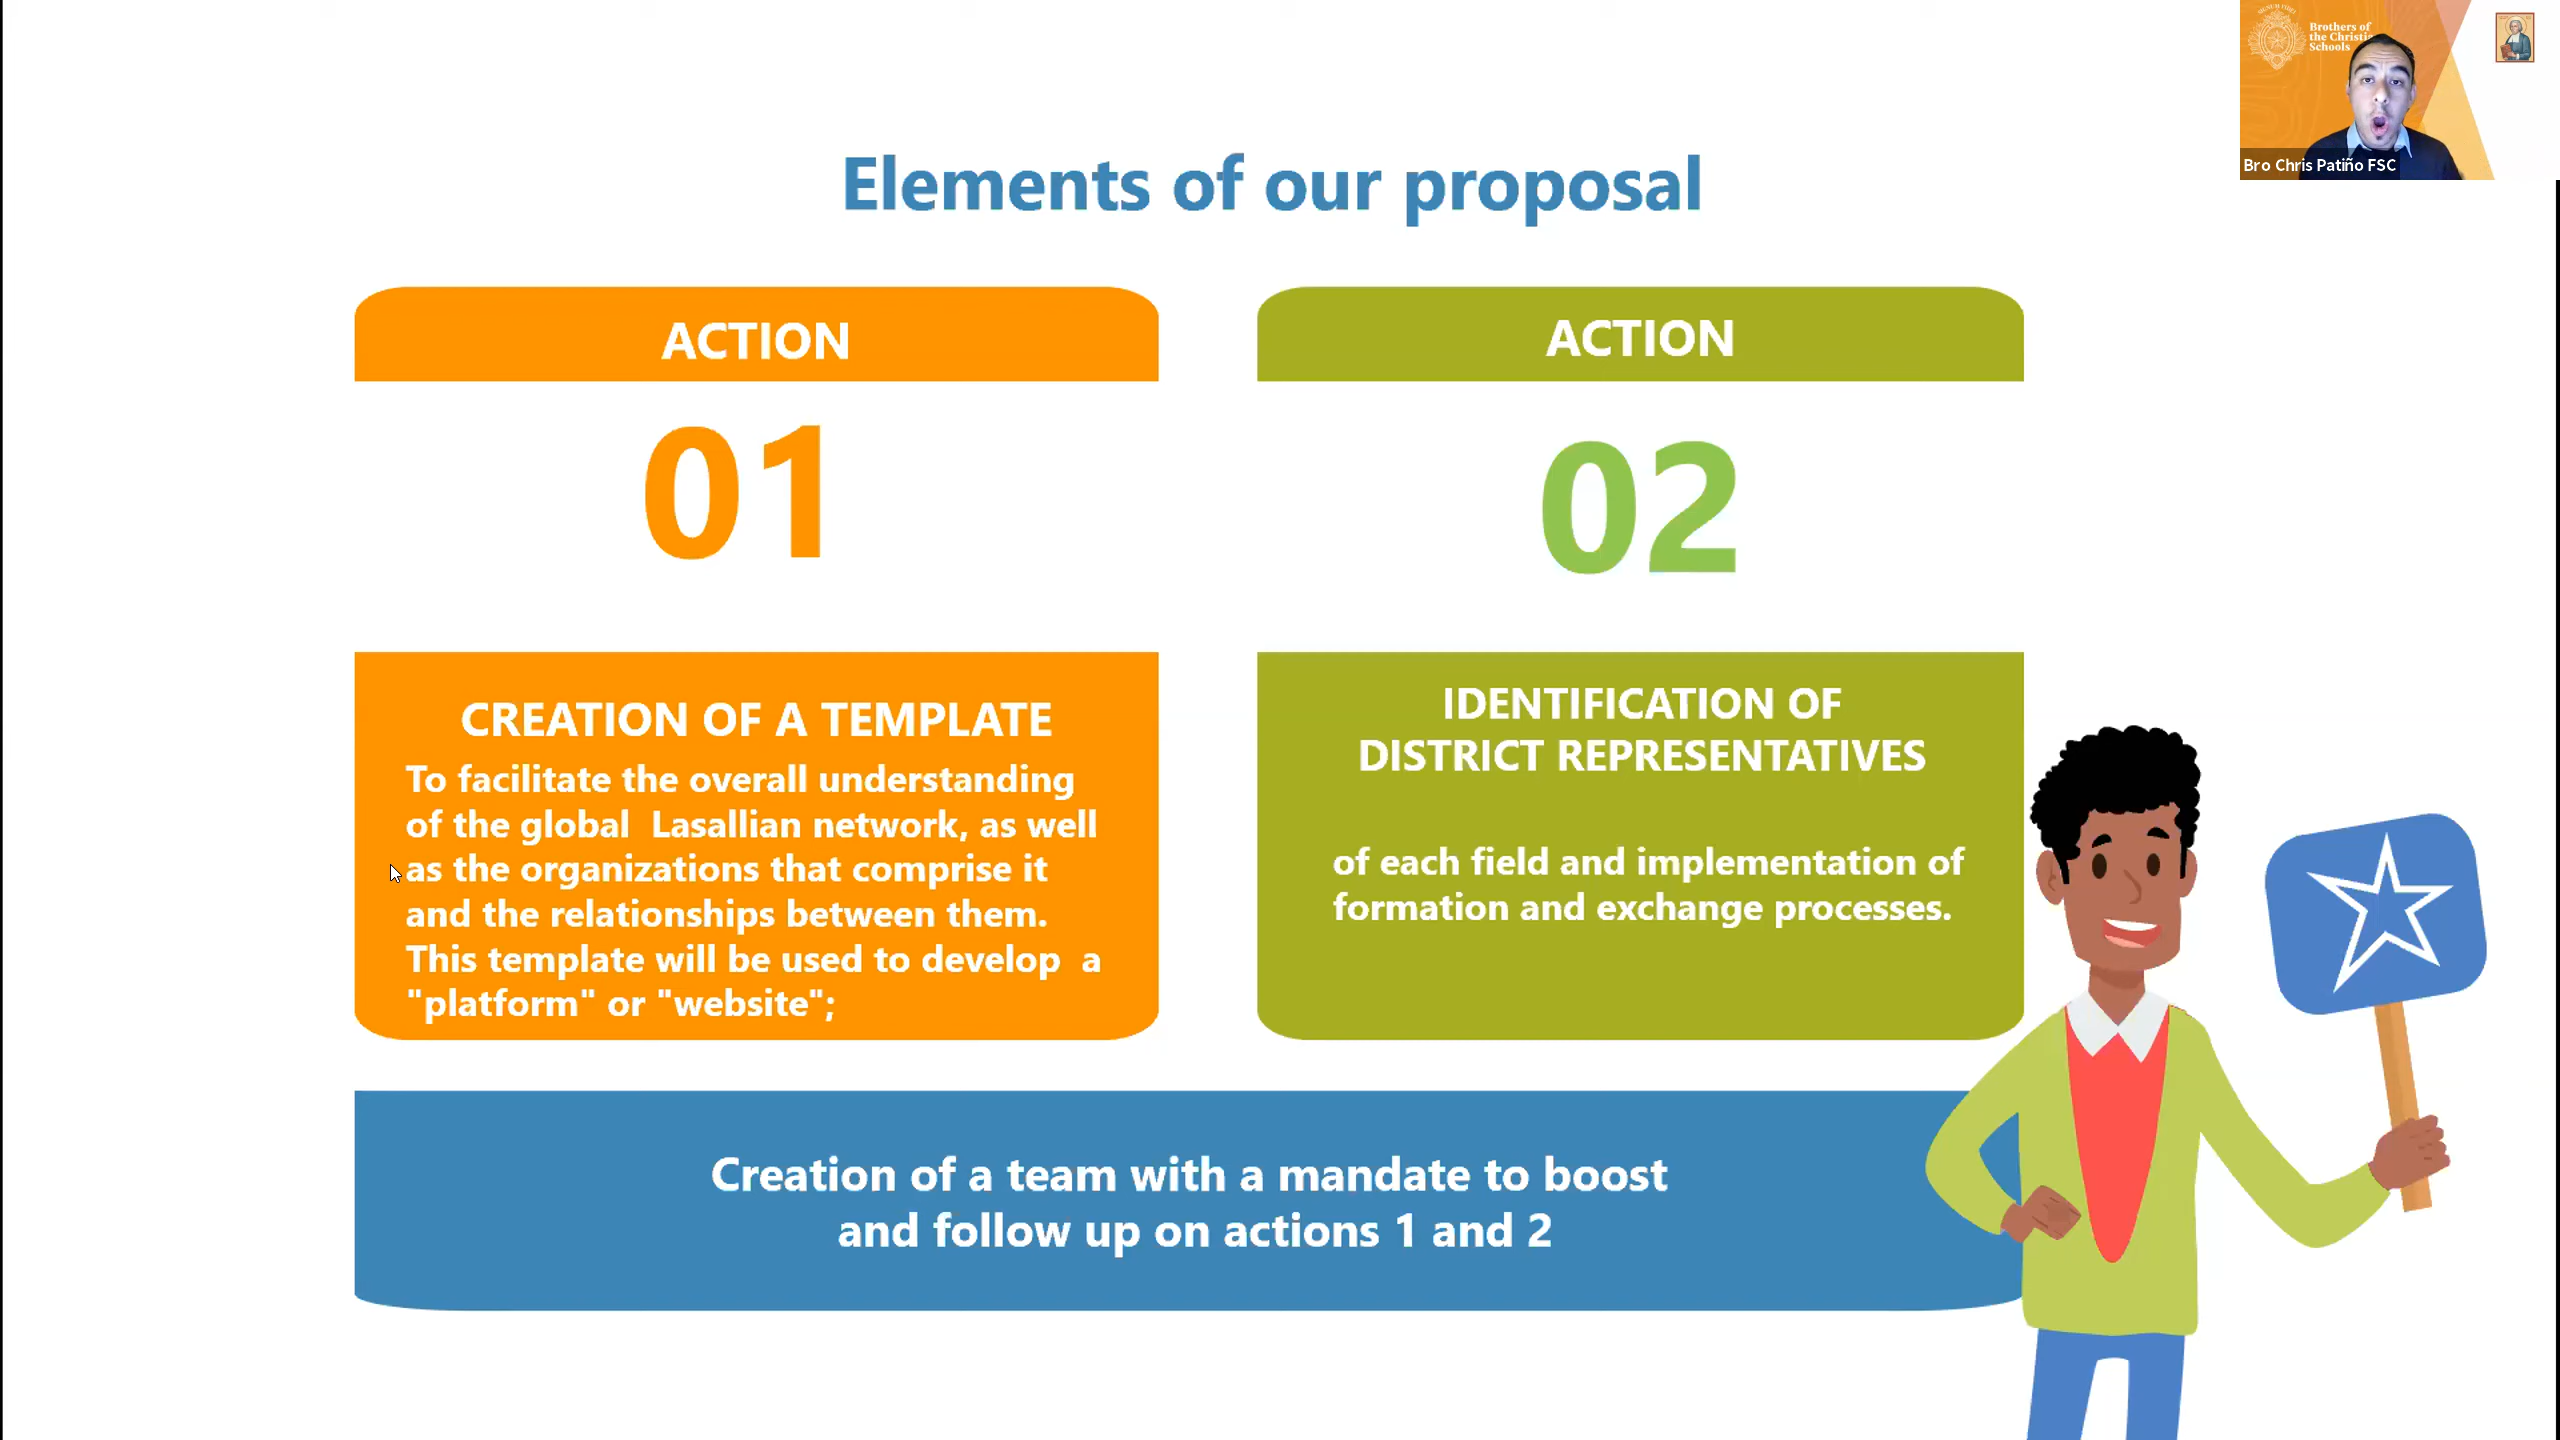 Elements of our proposal
ACTION
01
CREATION OF A TEMPLATE
To facilitate the overall understanding
of the global  Lasallian network, as well
as the organizations that comprise it
and the relationships between them.
This template will be used to develop  a
"platform" or "website";
ACTION
02
IDENTIFICATION OF
DISTRICT REPRESENTATIVES
of each field and implementation of
formation and exchange processes.
Creation of a team with a mandate to boost
and follow up on actions 1 and 2
Brothers of
the Christia
Schools
Bro Chris Patiño FSC